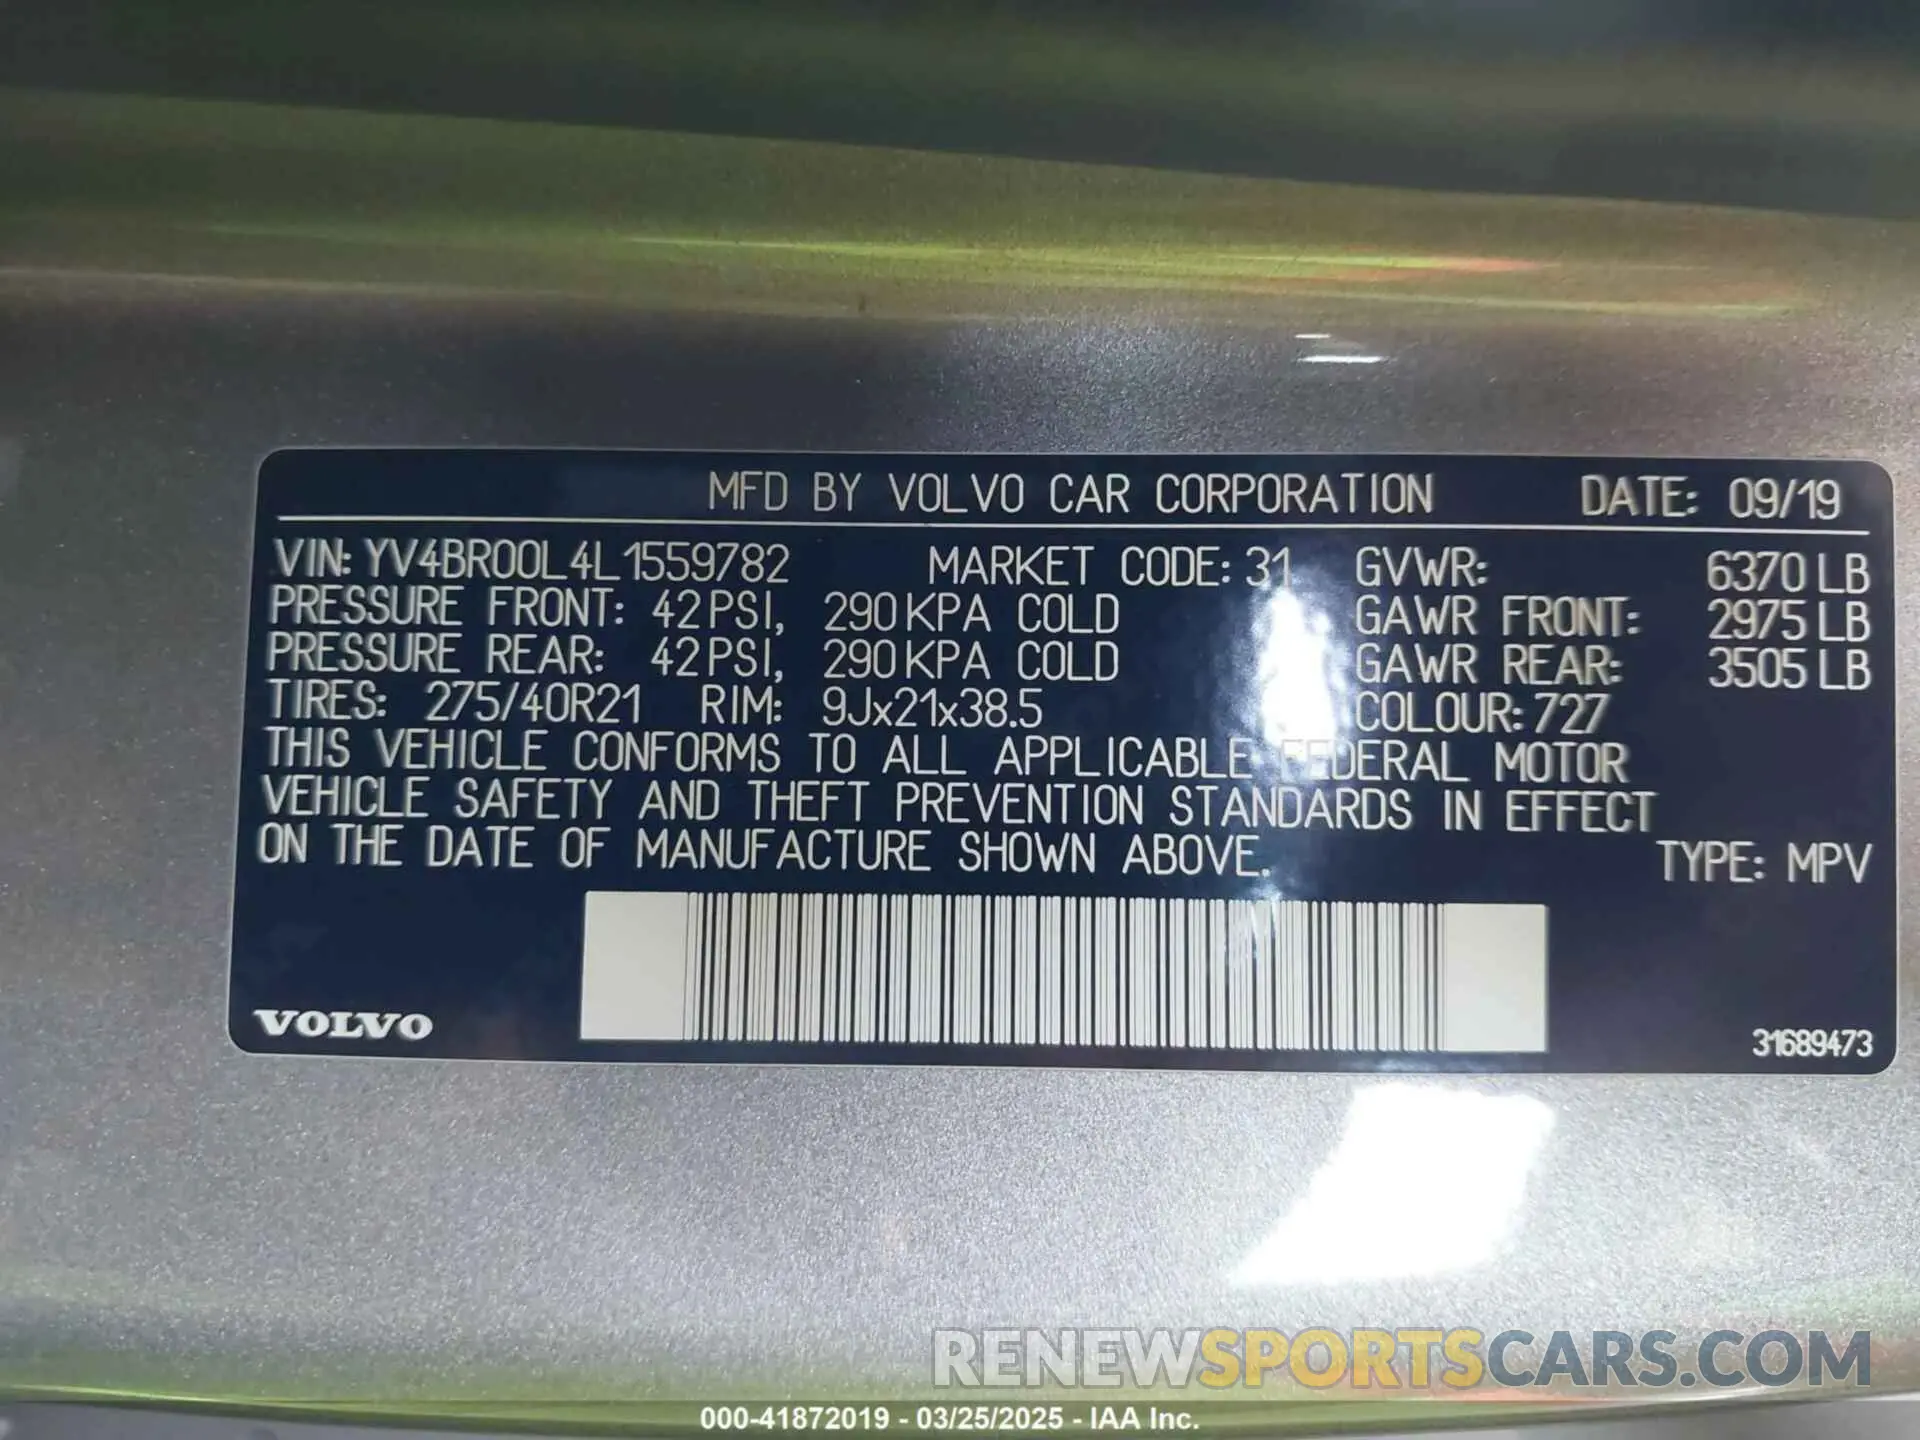 MFD BY VOLVO CAR CORPORATION DATE: 09/19
VIN: YV4BR00L4L1559782 MARKET CODE: 31 GVWR: 6370 LB
PRESSURE FRONT: 42 PSI, 290 KPA COLD GAWR FRONT: 2975 LB
PRESSURE REAR: 42 PSI, 290 KPA COLD GAWR REAR: 3505 LB
TIRES: 275/40R21 RIM: 9Jx21x38.5 COLOUR: 727
THIS VEHICLE CONFORMS TO ALL APPLICABLE FEDERAL MOTOR
VEHICLE SAFETY AND THEFT PREVENTION STANDARDS IN EFFECT
ON THE DATE OF MANUFACTURE SHOWN ABOVE. TYPE: MPV
VOLVO 31689473
RENEWSPORTSCARS.COM
000-41872019 - 03/25/2025 - IAA Inc.